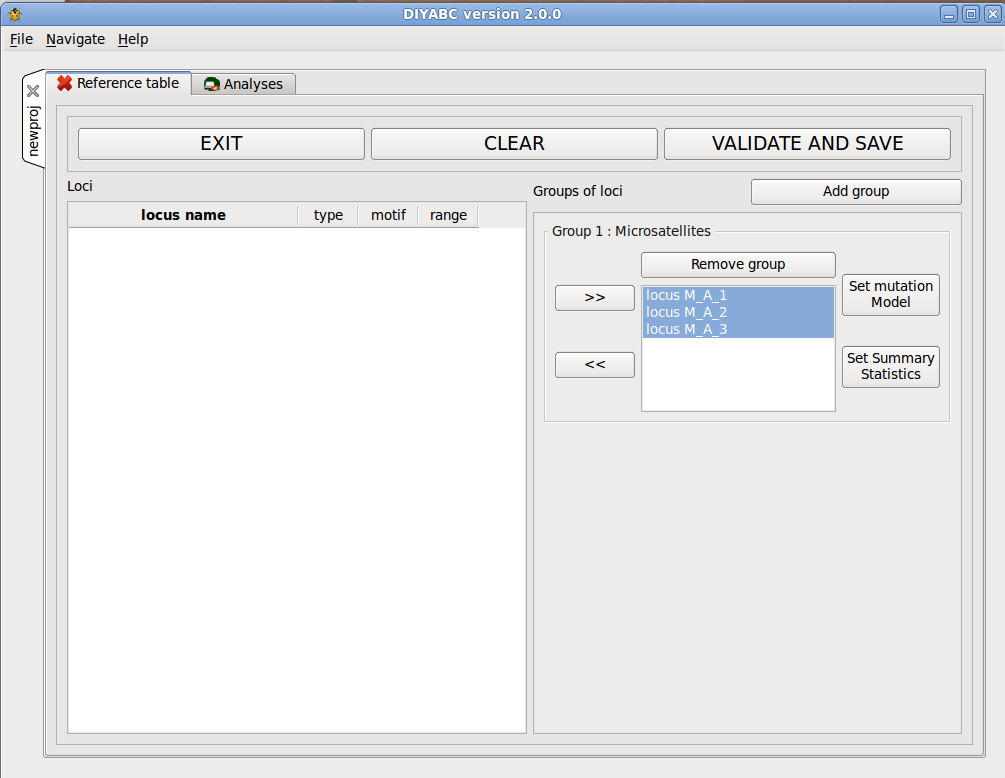 DIYABC version 2.0.0
File Navigate Help
newproj
Reference table
Analyses
EXIT
CLEAR
VALIDATE AND SAVE
Loci
locus name type motif range
Groups of loci
Add group
Group 1 : Microsatellites
Remove group
>>
<<
locus M_A_1
locus M_A_2
locus M_A_3
Set mutation
Model
Set Summary
Statistics